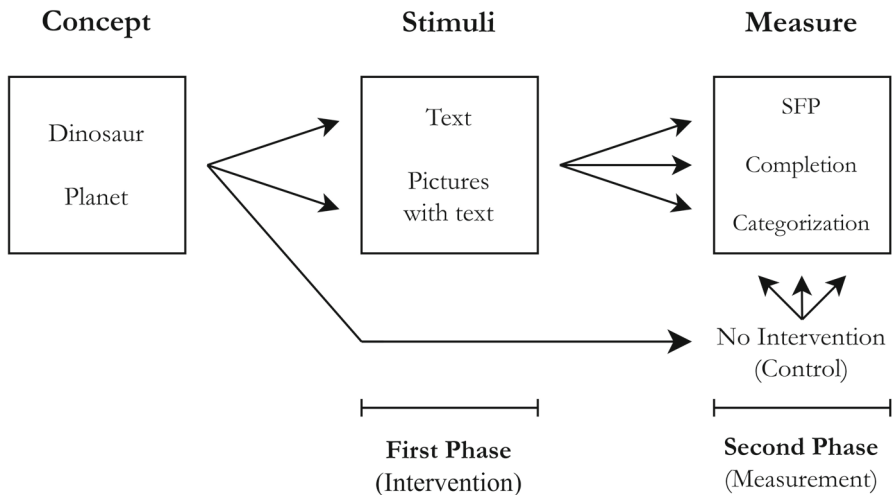 Concept
Stimuli
Measure
Dinosaur
Planet
Text
Pictures
with text
SFP
Completion
Categorization
No Intervention
(Control)
First Phase
(Intervention)
Second Phase
(Measurement)